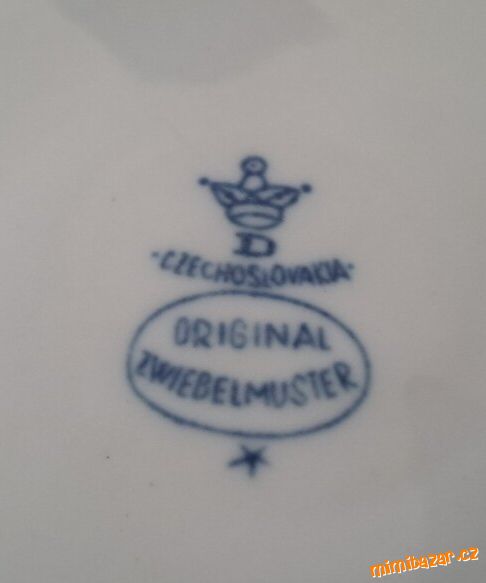 D
·CZECHOSLOVAKIA·
ORIGINAL
ZWIEBELMUSTER
mimibazar.cz